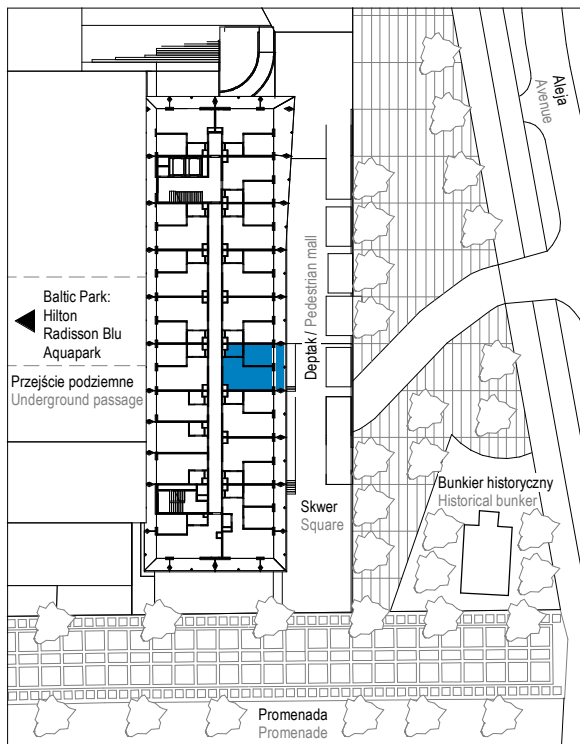 Aleja
Avenue
Baltic Park:
Hilton
Radisson Blu
Aquapark
Przejście podziemne
Underground passage
Deptak / Pedestrian mall
Bunkier historyczny
Historical bunker
Skwer
Square
Promenada
Promenade